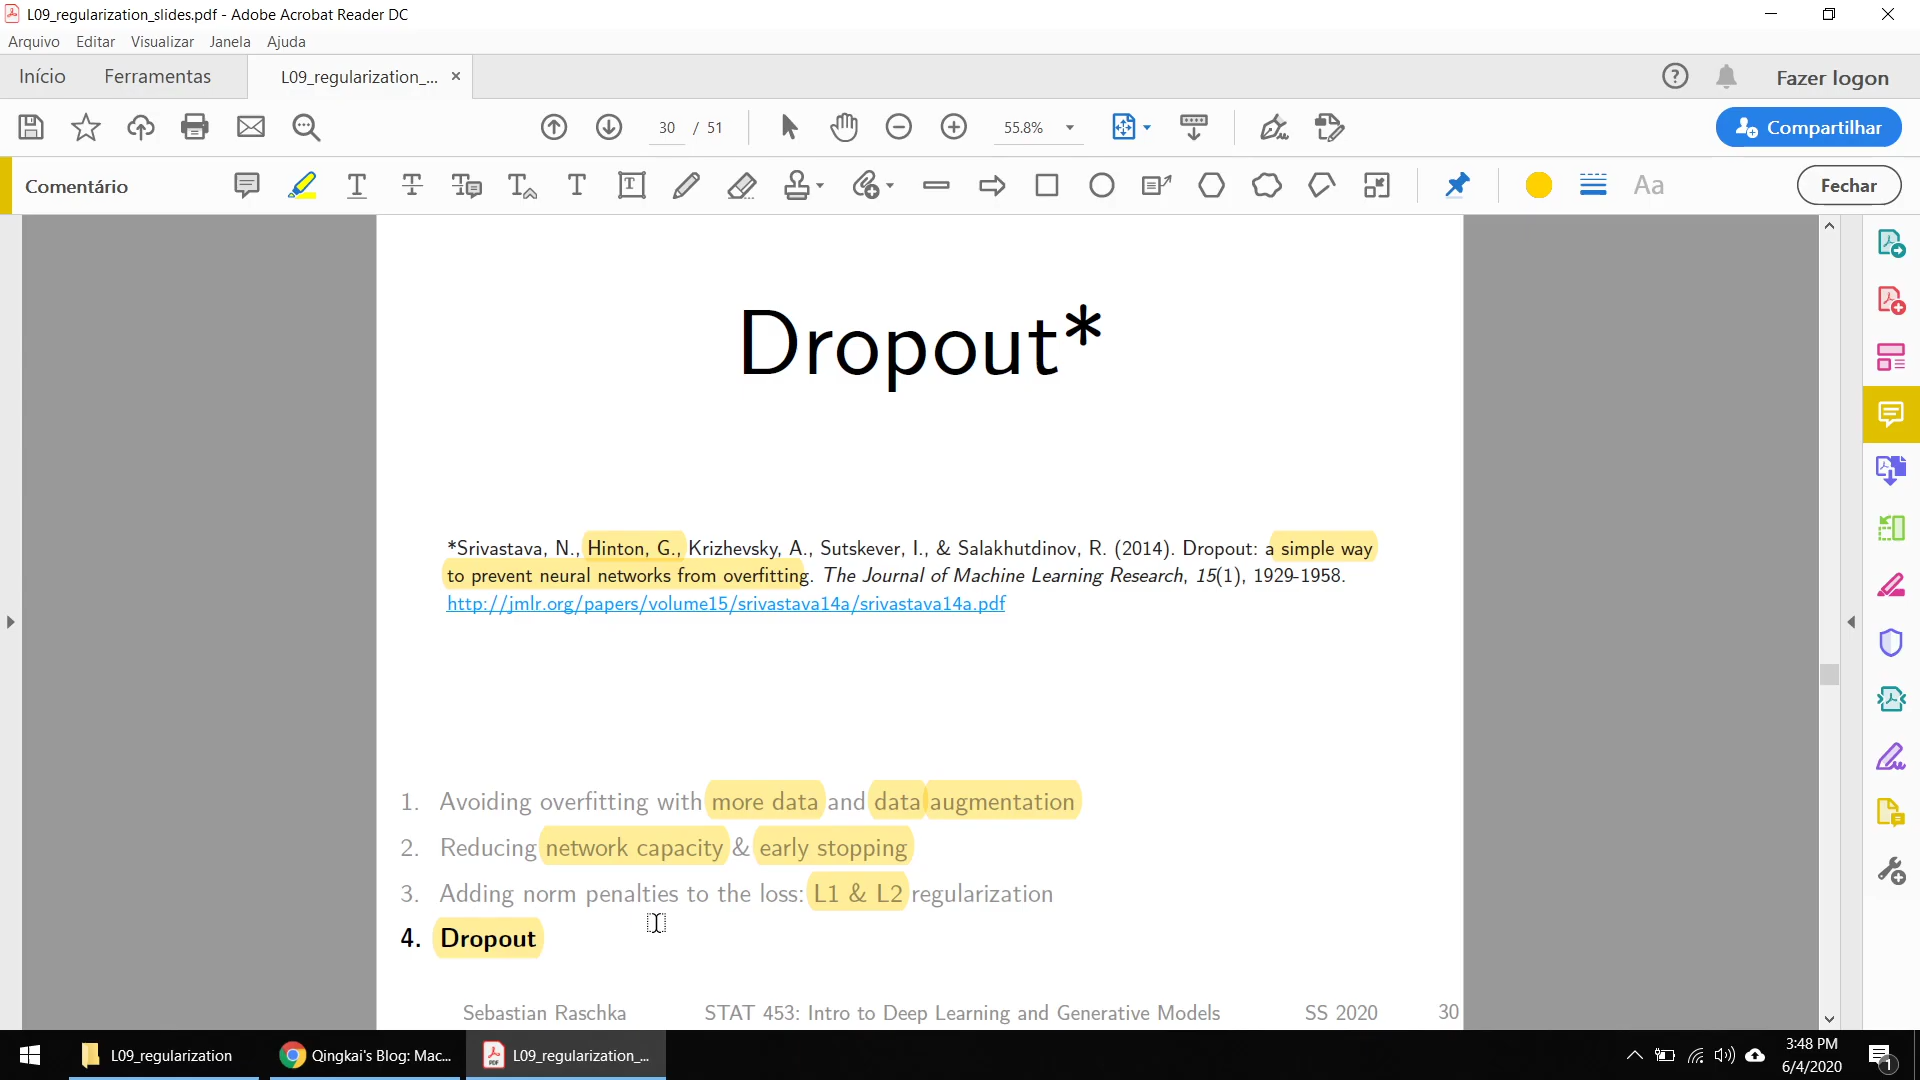 L09_regularization_slides.pdf - Adobe Acrobat Reader DC
Arquivo Editar Visualizar Janela Ajuda
Início Ferramentas L09_regularization_... × Fazer logon
30 / 51 55.8% Compartilhar
Comentário Aa Fechar
Dropout*
*Srivastava, N., Hinton, G., Krizhevsky, A., Sutskever, I., & Salakhutdinov, R. (2014). Dropout: a simple way
to prevent neural networks from overfitting. The Journal of Machine Learning Research, 15(1), 1929-1958.
http://jmlr.org/papers/volume15/srivastava14a/srivastava14a.pdf
1. Avoiding overfitting with more data and data augmentation
2. Reducing network capacity & early stopping
3. Adding norm penalties to the loss: L1 & L2 regularization
4. Dropout
Sebastian Raschka STAT 453: Intro to Deep Learning and Generative Models SS 2020 30
L09_regularization Qingkai's Blog: Mac... L09_regularization_... 3:48 PM
6/4/2020 1